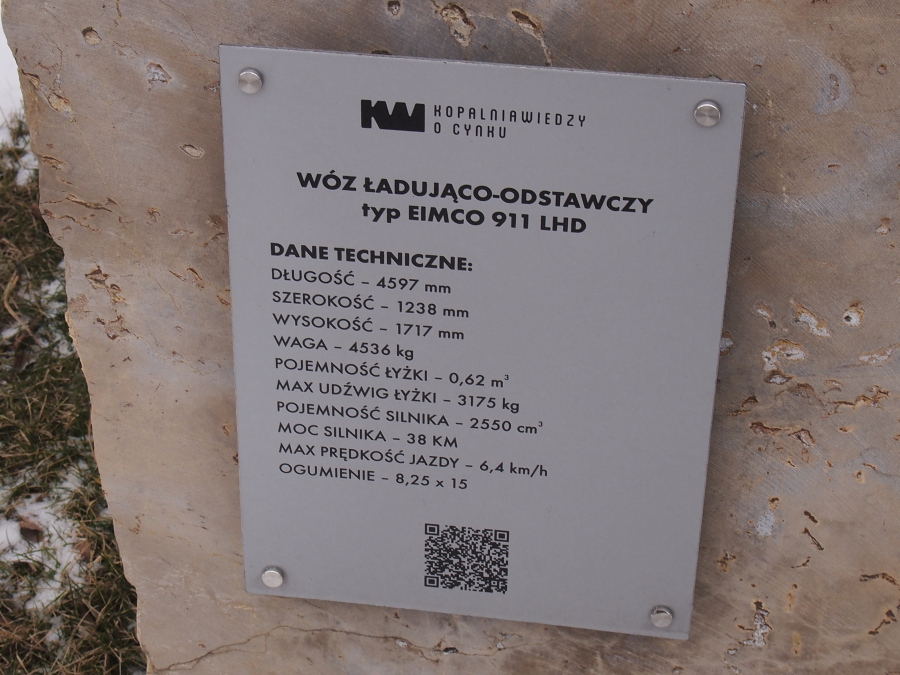 KW KOPALNIAWIEDZY
O CYNKU
WÓZ ŁADUJĄCO-ODSTAWCZY
typ EIMCO 911 LHD
DANE TECHNICZNE:
DŁUGOŚĆ – 4597 mm
SZEROKOŚĆ – 1238 mm
WYSOKOŚĆ – 1717 mm
WAGA – 4536 kg
POJEMNOŚĆ ŁYŻKI – 0,62 m³
MAX UDŹWIG ŁYŻKI – 3175 kg
POJEMNOŚĆ SILNIKA – 2550 cm³
MOC SILNIKA – 38 KM
MAX PRĘDKOŚĆ JAZDY – 6,4 km/h
OGUMIENIE – 8,25 x 15